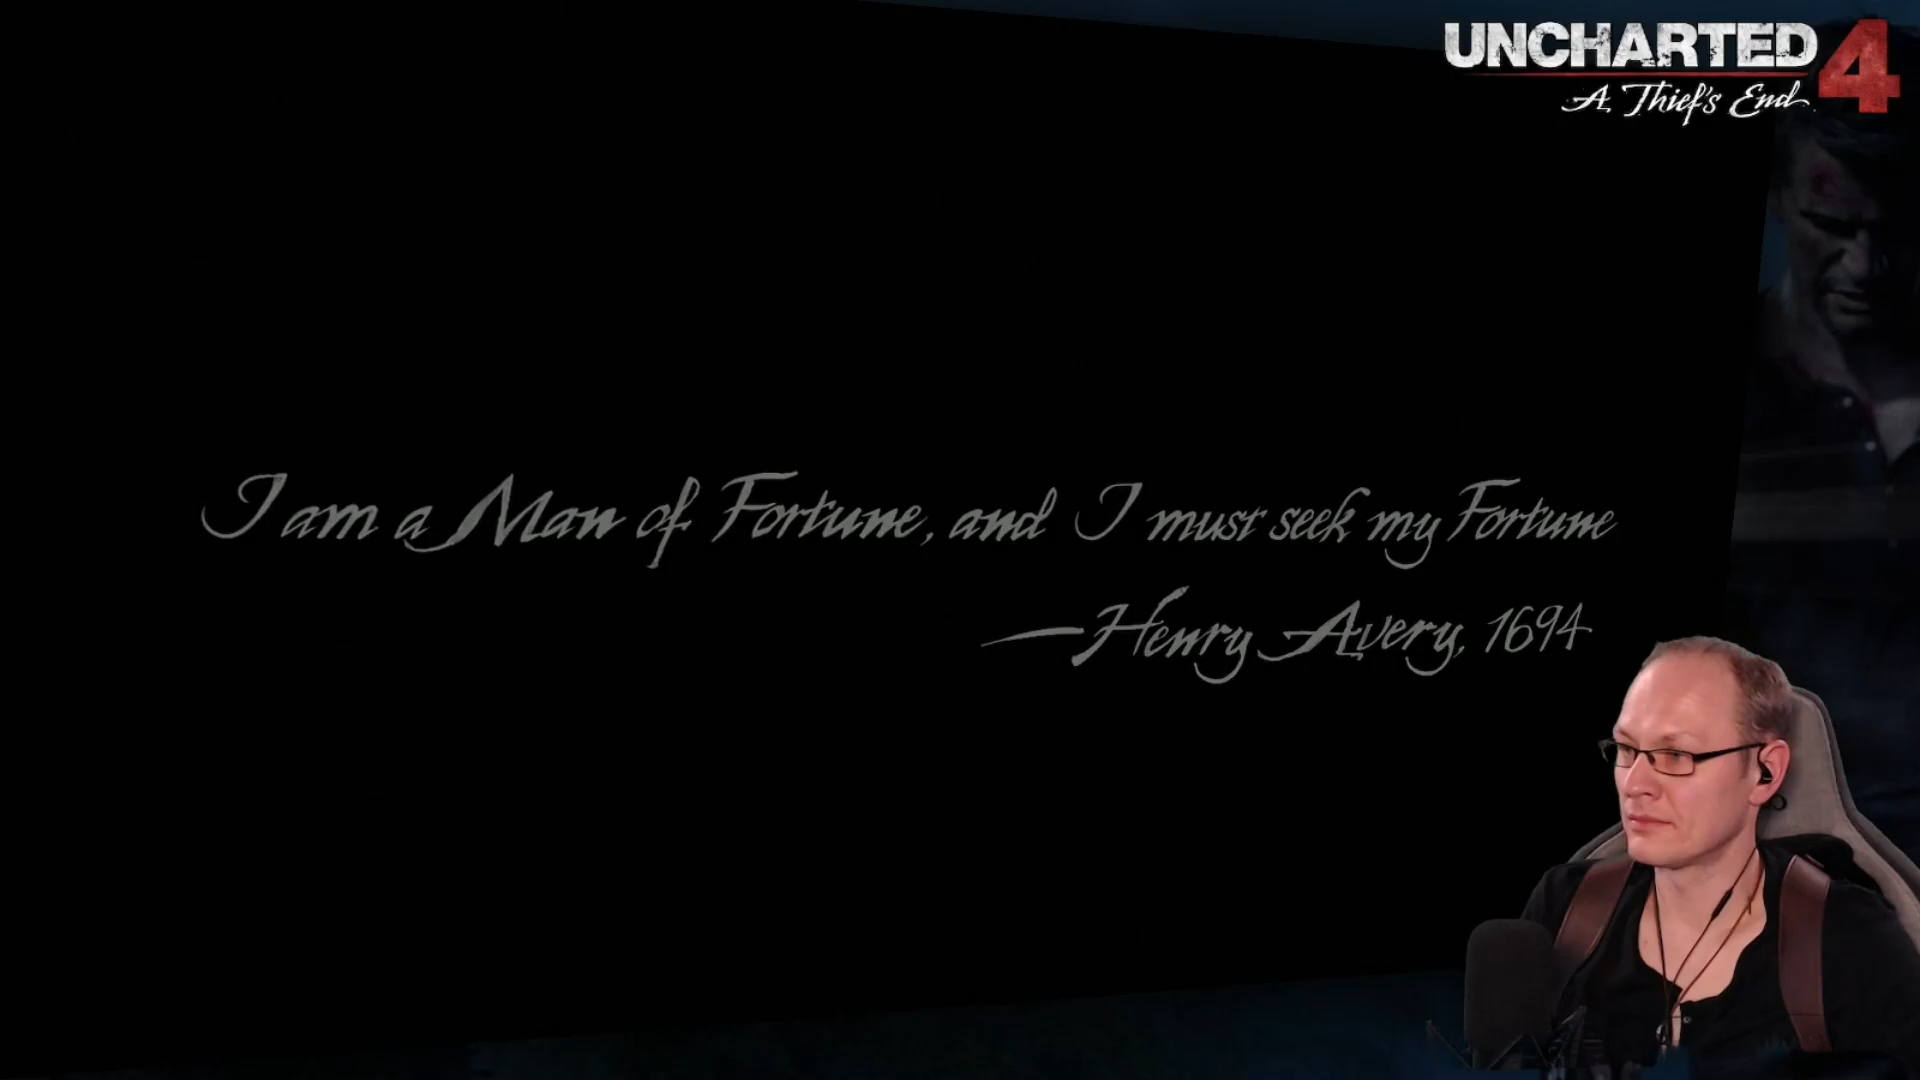 UNCHARTED 4
A Thief's End
I am a Man of Fortune, and I must seek my Fortune
—Henry Avery, 1694